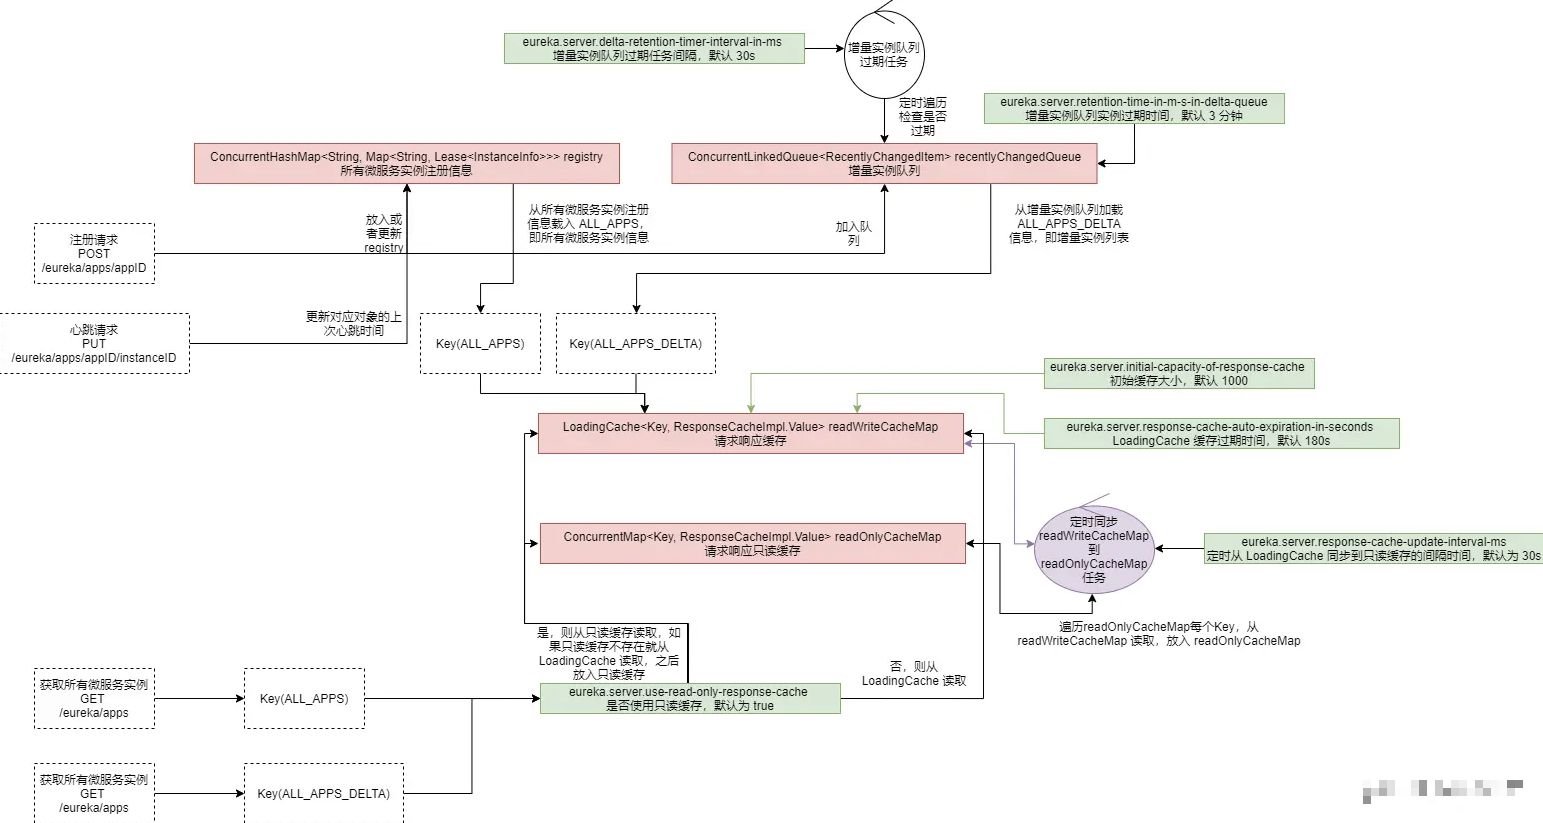 eureka.server.delta-retention-timer-interval-in-ms
增量实例队列过期任务间隔，默认 30s
增量实例队列
过期任务
定时遍历
检查是否
过期
eureka.server.retention-time-in-m-s-in-delta-queue
增量实例队列实例过期时间，默认 3 分钟
ConcurrentHashMap<String, Map<String, Lease<InstanceInfo>>> registry
所有微服务实例注册信息
ConcurrentLinkedQueue<RecentlyChangedItem> recentlyChangedQueue
增量实例队列
注册请求
POST
/eureka/apps/appID
放入或
者更新
registry
从所有微服务实例注册
信息载入 ALL_APPS，
即所有微服务实例信息
加入队
列
从增量实例队列加载
ALL_APPS_DELTA
信息，即增量实例列表
心跳请求
PUT
/eureka/apps/appID/instanceID
更新对应对象的上
次心跳时间
Key(ALL_APPS)
Key(ALL_APPS_DELTA)
eureka.server.initial-capacity-of-response-cache
初始缓存大小，默认 1000
LoadingCache<Key, ResponseCacheImpl.Value> readWriteCacheMap
请求响应缓存
eureka.server.response-cache-auto-expiration-in-seconds
LoadingCache 缓存过期时间，默认 180s
ConcurrentMap<Key, ResponseCacheImpl.Value> readOnlyCacheMap
请求响应只读缓存
定时同步
readWriteCacheMap
到
readOnlyCacheMap
任务
eureka.server.response-cache-update-interval-ms
定时从 LoadingCache 同步到只读缓存的间隔时间，默认为 30s
遍历readOnlyCacheMap每个Key，从
readWriteCacheMap 读取，放入 readOnlyCacheMap
是，则从只读缓存读取，如
果只读缓存不存在就从
LoadingCache 读取，之后
放入只读缓存
否，则从
LoadingCache 读取
获取所有微服务实例
GET
/eureka/apps
Key(ALL_APPS)
eureka.server.use-read-only-response-cache
是否使用只读缓存，默认为 true
获取所有微服务实例
GET
/eureka/apps
Key(ALL_APPS_DELTA)